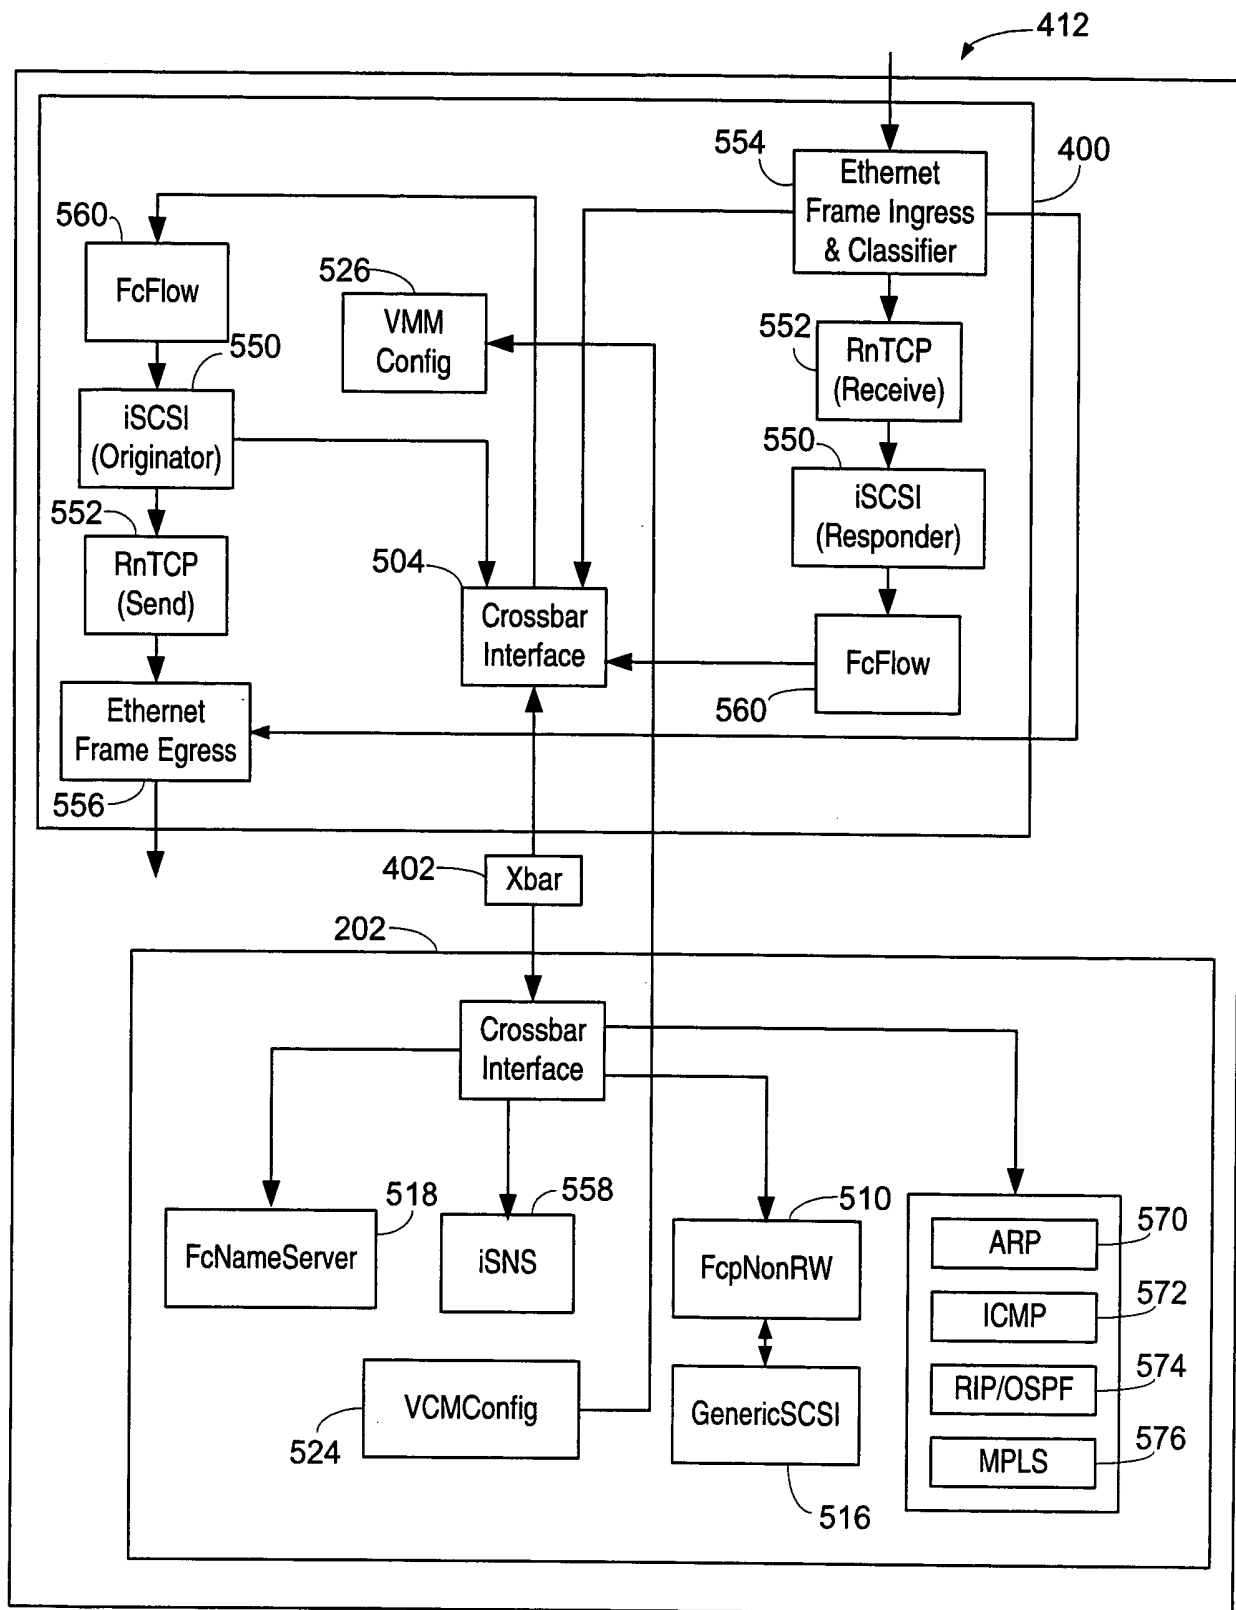 412
554
Ethernet
Frame Ingress
& Classifier
400
560
FcFlow
526
VMM
Config
552
RnTCP
(Receive)
550
iSCSI
(Originator)
550
iSCSI
(Responder)
552
RnTCP
(Send)
504
Crossbar
Interface
FcFlow
560
Ethernet
Frame Egress
556
402
Xbar
202
Crossbar
Interface
518
FcNameServer
558
iSNS
510
FcpNonRW
ARP
570
ICMP
572
RIP/OSPF
574
MPLS
576
VCMConfig
524
GenericSCSI
516